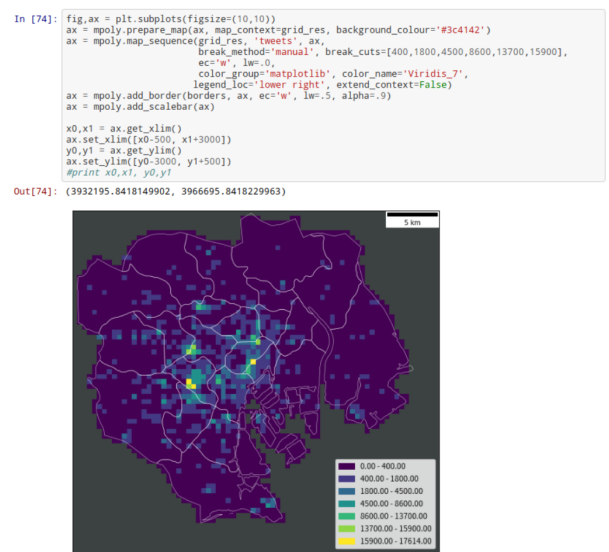 In [74]: fig,ax = plt.subplots(figsize=(10,10))
ax = mpoly.prepare_map(ax, map_context=grid_res, background_colour='#3c4142')
ax = mpoly.map_sequence(grid_res, 'tweets', ax,
break_method='manual', break_cuts=[400,1800,4500,8600,13700,15900],
ec='w', lw=.0,
color_group='matplotlib', color_name='Viridis_7',
legend_loc='lower right', extend_context=False)
ax = mpoly.add_border(borders, ax, ec='w', lw=.5, alpha=.9)
ax = mpoly.add_scalebar(ax)
x0,x1 = ax.get_xlim()
ax.set_xlim([x0-500, x1+3000])
y0,y1 = ax.get_ylim()
ax.set_ylim([y0-3000, y1+500])
#print x0,x1, y0,y1
Out[74]: (3932195.8418149902, 3966695.8418229963)
5 km
0.00 - 400.00
400.00 - 1800.00
1800.00 - 4500.00
4500.00 - 8600.00
8600.00 - 13700.00
13700.00 - 15900.00
15900.00 - 17614.00